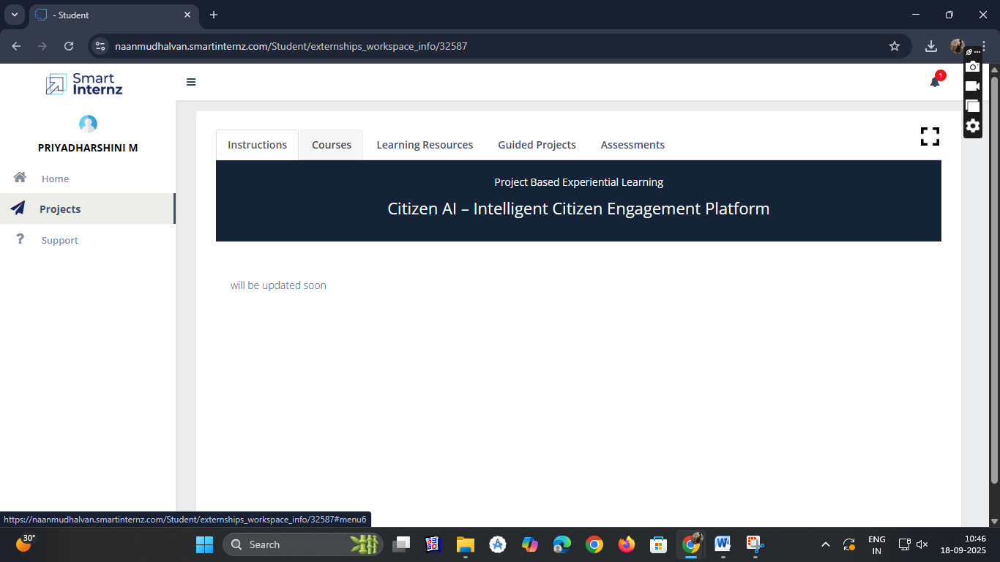 - Student
naanmudhalvan.smartinternz.com/Student/externships_workspace_info/32587
Smart
Internz
1
PRIYADHARSHINI M
Home
Projects
? Support
Instructions
Courses
Learning Resources
Guided Projects
Assessments
Project Based Experiential Learning
Citizen AI – Intelligent Citizen Engagement Platform
will be updated soon
https://naanmudhalvan.smartinternz.com/Student/externships_workspace_info/32587#menu6
30°
Search
ENG
IN
10:46
18-09-2025